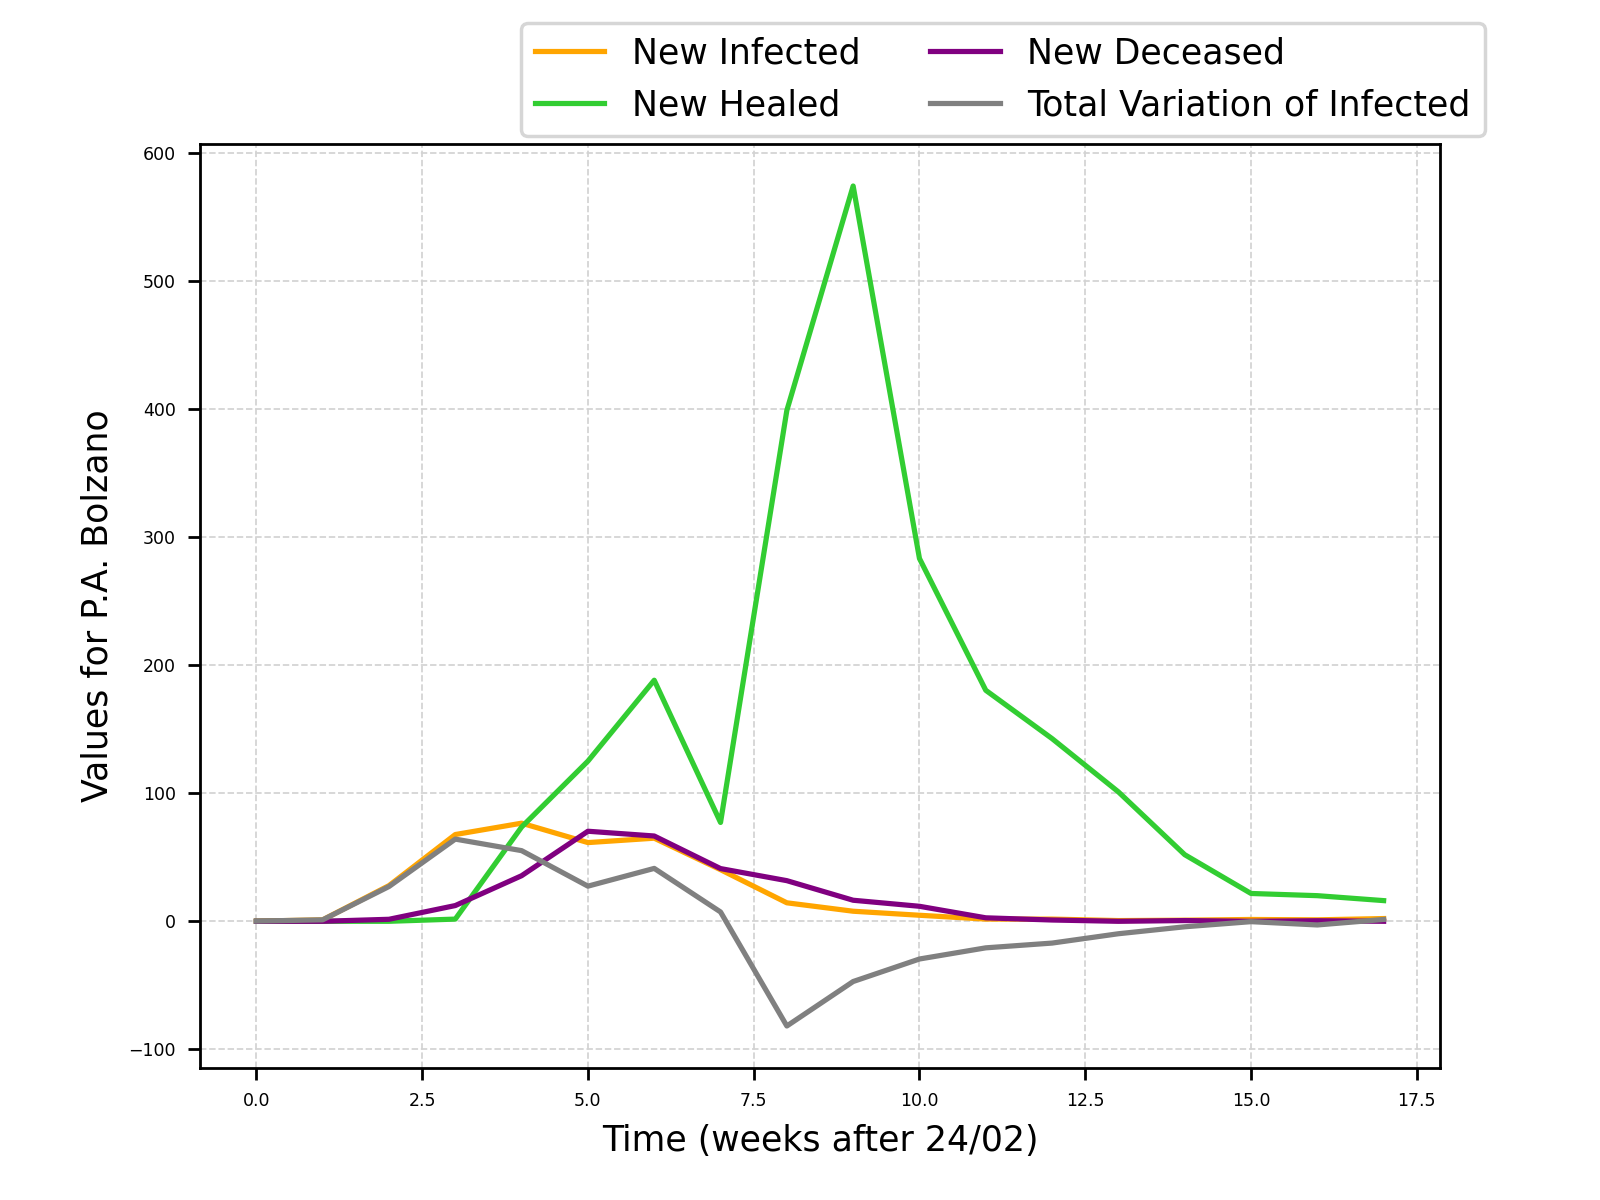 New Infected
New Healed
New Deceased
Total Variation of Infected
600
500
400
300
200
100
0
−100
Values for P.A. Bolzano
0.0 2.5 5.0 7.5 10.0 12.5 15.0 17.5
Time (weeks after 24/02)